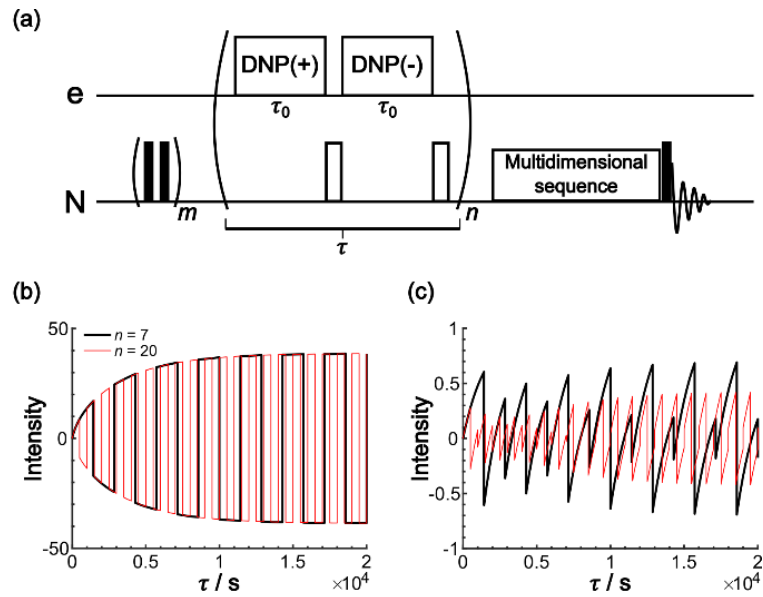 (a)
DNP(+) DNP(-)
e
τ0 τ0
Multidimensional
sequence
N
m n
τ
(b) (c)
50
n = 7
n = 20
0
-50
Intensity
0 0.5 1 1.5 2
×10^4
τ / s
1
0.5
0
-0.5
-1
Intensity
0 0.5 1 1.5 2
×10^4
τ / s